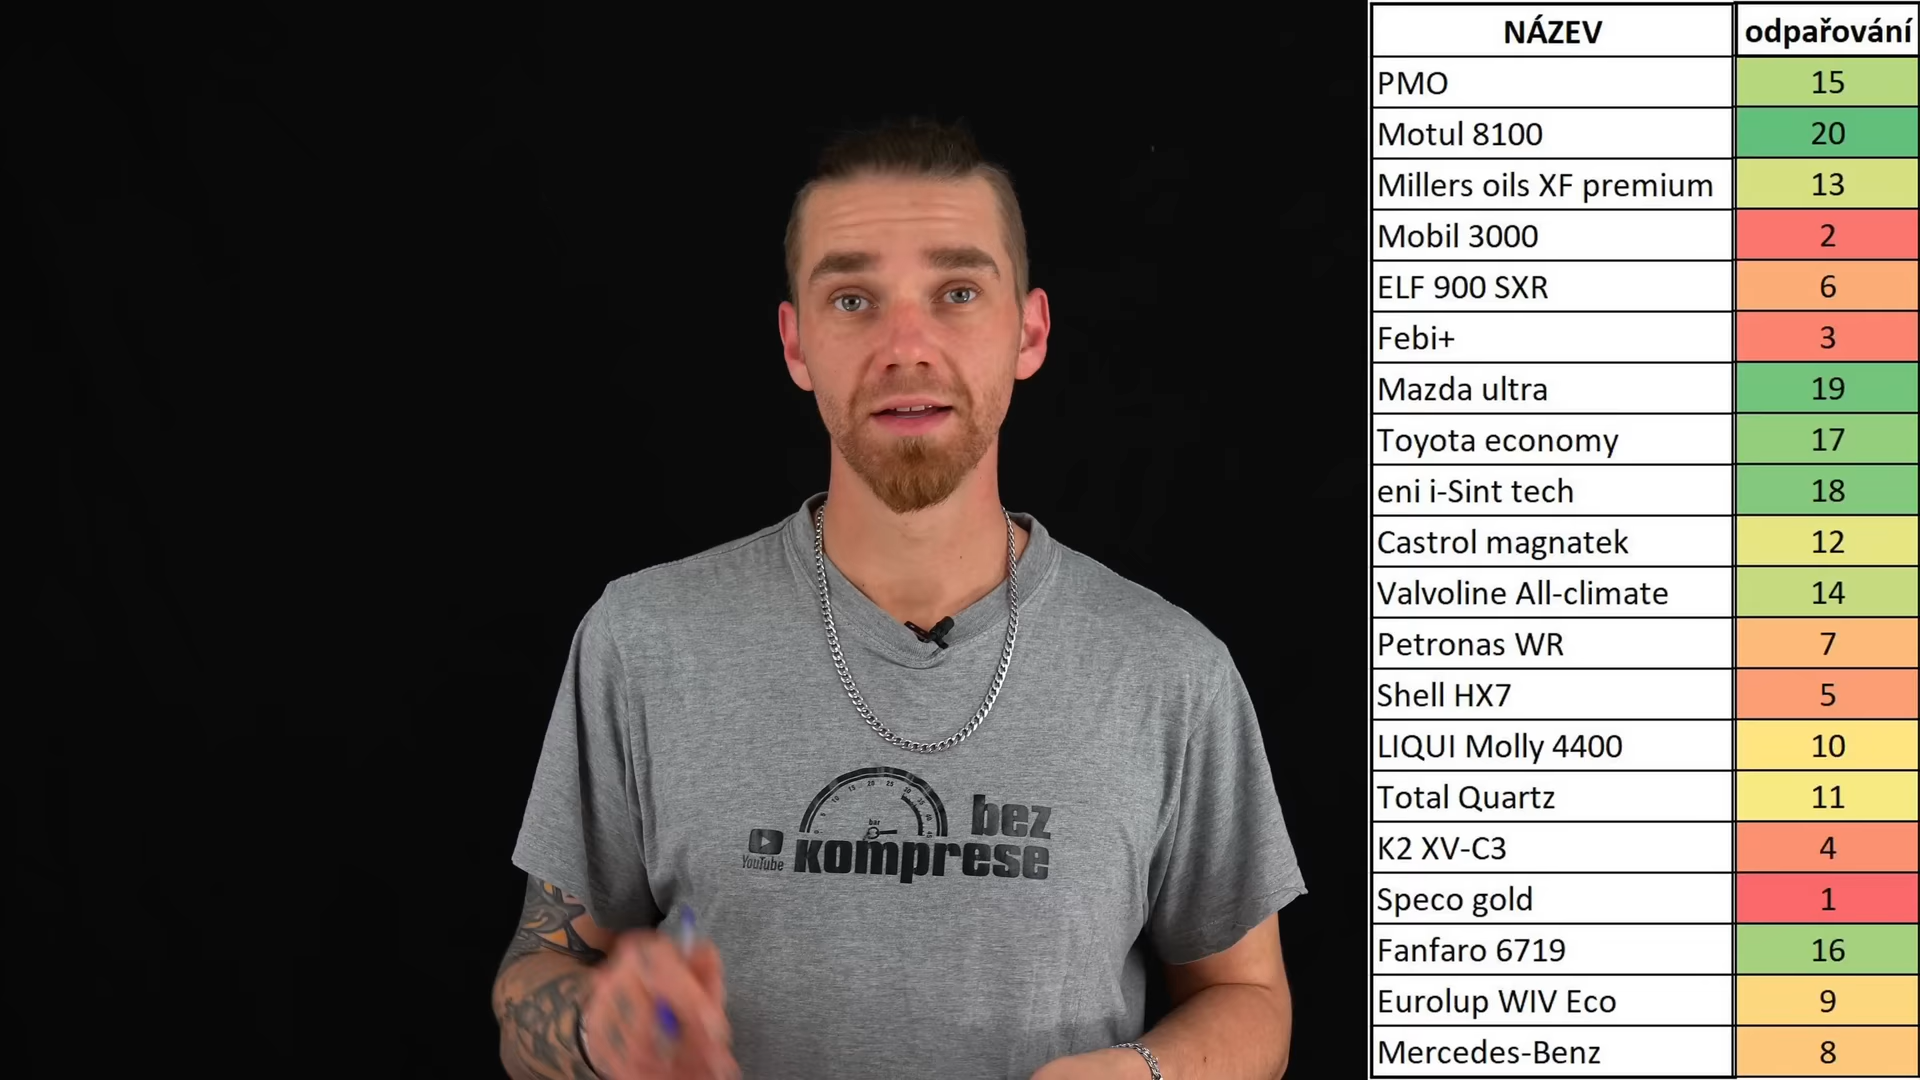 NÁZEV odpařování
PMO 15
Motul 8100 20
Millers oils XF premium 13
Mobil 3000 2
ELF 900 SXR 6
Febi+ 3
Mazda ultra 19
Toyota economy 17
eni i-Sint tech 18
Castrol magnatek 12
Valvoline All-climate 14
Petronas WR 7
Shell HX7 5
LIQUI Molly 4400 10
Total Quartz 11
K2 XV-C3 4
Speco gold 1
Fanfaro 6719 16
Eurolup WIV Eco 9
Mercedes-Benz 8
bar
bez
YouTube komprese